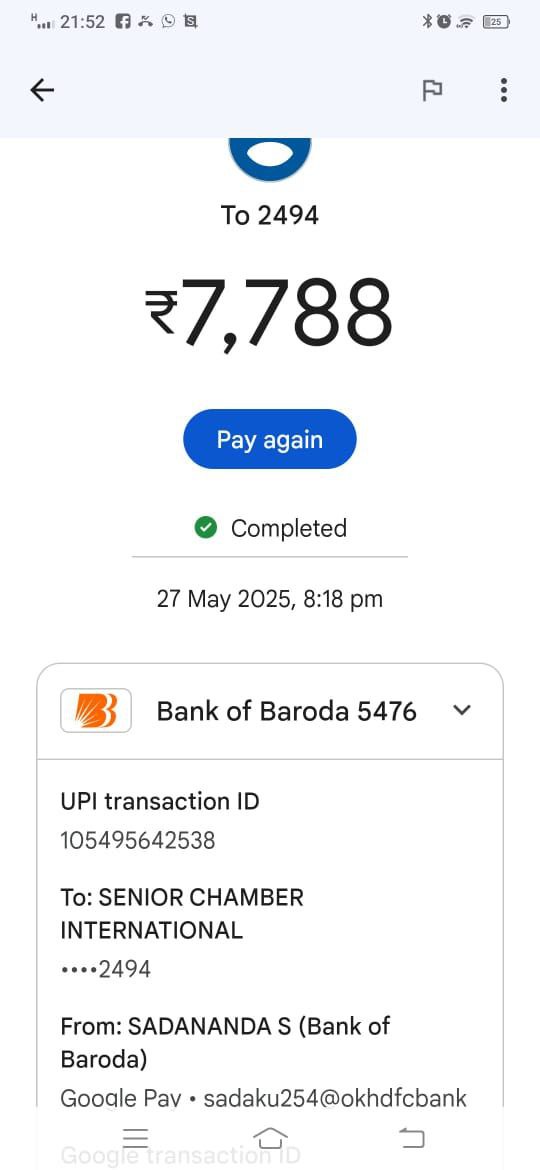 H 21:52 25
To 2494
₹7,788
Pay again
Completed
27 May 2025, 8:18 pm
Bank of Baroda 5476
UPI transaction ID
105495642538
To: SENIOR CHAMBER
INTERNATIONAL
••••2494
From: SADANANDA S (Bank of
Baroda)
Google Pay • sadaku254@okhdfcbank
Google transaction ID